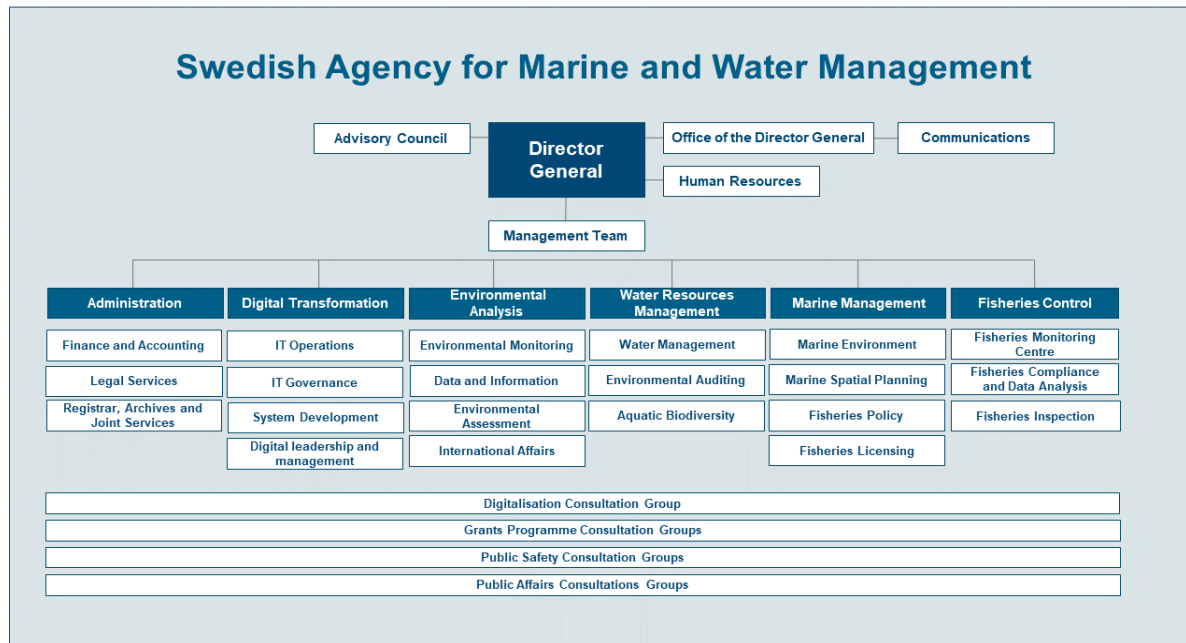 Swedish Agency for Marine and Water Management
Advisory Council
Director
General
Office of the Director General
Communications
Human Resources
Management Team
Administration
Finance and Accounting
Legal Services
Registrar, Archives and
Joint Services
Digital Transformation
IT Operations
IT Governance
System Development
Digital leadership and
management
Environmental
Analysis
Environmental Monitoring
Data and Information
Environmental
Assessment
International Affairs
Water Resources
Management
Water Management
Environmental Auditing
Aquatic Biodiversity
Marine Management
Marine Environment
Marine Spatial Planning
Fisheries Policy
Fisheries Licensing
Fisheries Control
Fisheries Monitoring
Centre
Fisheries Compliance
and Data Analysis
Fisheries Inspection
Digitalisation Consultation Group
Grants Programme Consultation Groups
Public Safety Consultation Groups
Public Affairs Consultations Groups